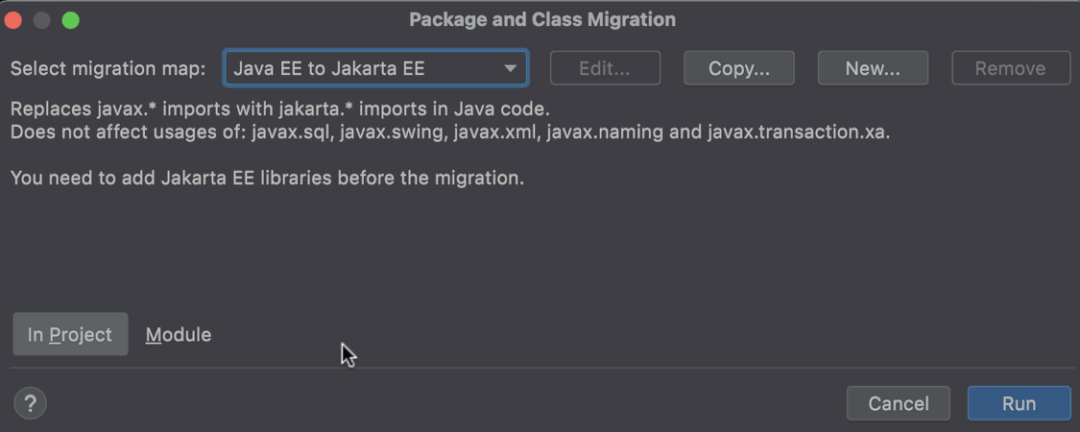 Package and Class Migration
Select migration map: Java EE to Jakarta EE Edit... Copy... New... Remove
Replaces javax.* imports with jakarta.* imports in Java code.
Does not affect usages of: javax.sql, javax.swing, javax.xml, javax.naming and javax.transaction.xa.
You need to add Jakarta EE libraries before the migration.
In Project Module
? Cancel Run